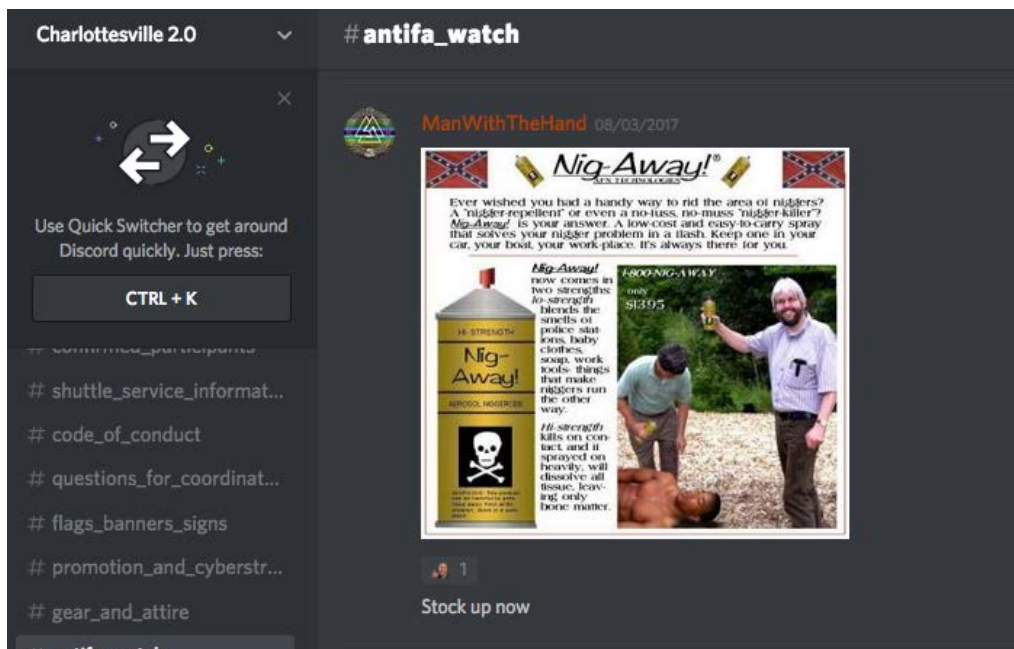 Charlottesville 2.0
#antifa_watch
Use Quick Switcher to get around
Discord quickly. Just press:
CTRL + K
# confirmed_participants
# shuttle_service_informat...
# code_of_conduct
# questions_for_coordinat...
# flags_banners_signs
# promotion_and_cyberstr...
# gear_and_attire
ManWithTheHand 08/03/2017
Nig-Away!®
TECHNOLOGIES
Ever wished you had a handy way to rid the area of niggers?
A "nigger-repellent" or even a no-fuss, no-muss "nigger-killer"?
Nig-Away! is your answer. A low-cost and easy-to-carry spray
that solves your nigger problem in a flash. Keep one in your
car, your boat, your work-place. It's always there for you.
HI-STRENGTH
Nig-
Away!
AEROSOL NIGGERCIDE
Nig-Away!
now comes in
two strengths:
lo-strength
blends the
smells of
police stat-
ions, baby
clothes,
soap, work
tools- things
that make
niggers run
the other
way.
Hi-strength
kills on con-
tact, and if
sprayed on
heavily, will
dissolve all
tissue, leav-
ing only
bone matter.
1-800-NIG-AWAY
only
$13.95
1
Stock up now